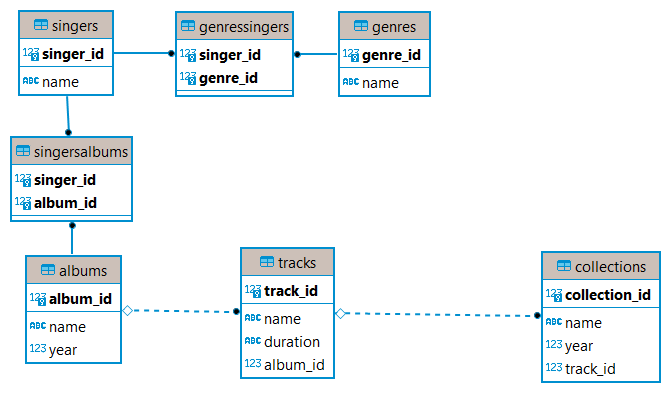 singers
123 singer_id
ABC name
genressingers
123 singer_id
123 genre_id
genres
123 genre_id
ABC name
singersalbums
123 singer_id
123 album_id
albums
123 album_id
ABC name
123 year
tracks
123 track_id
ABC name
ABC duration
123 album_id
collections
123 collection_id
ABC name
123 year
123 track_id